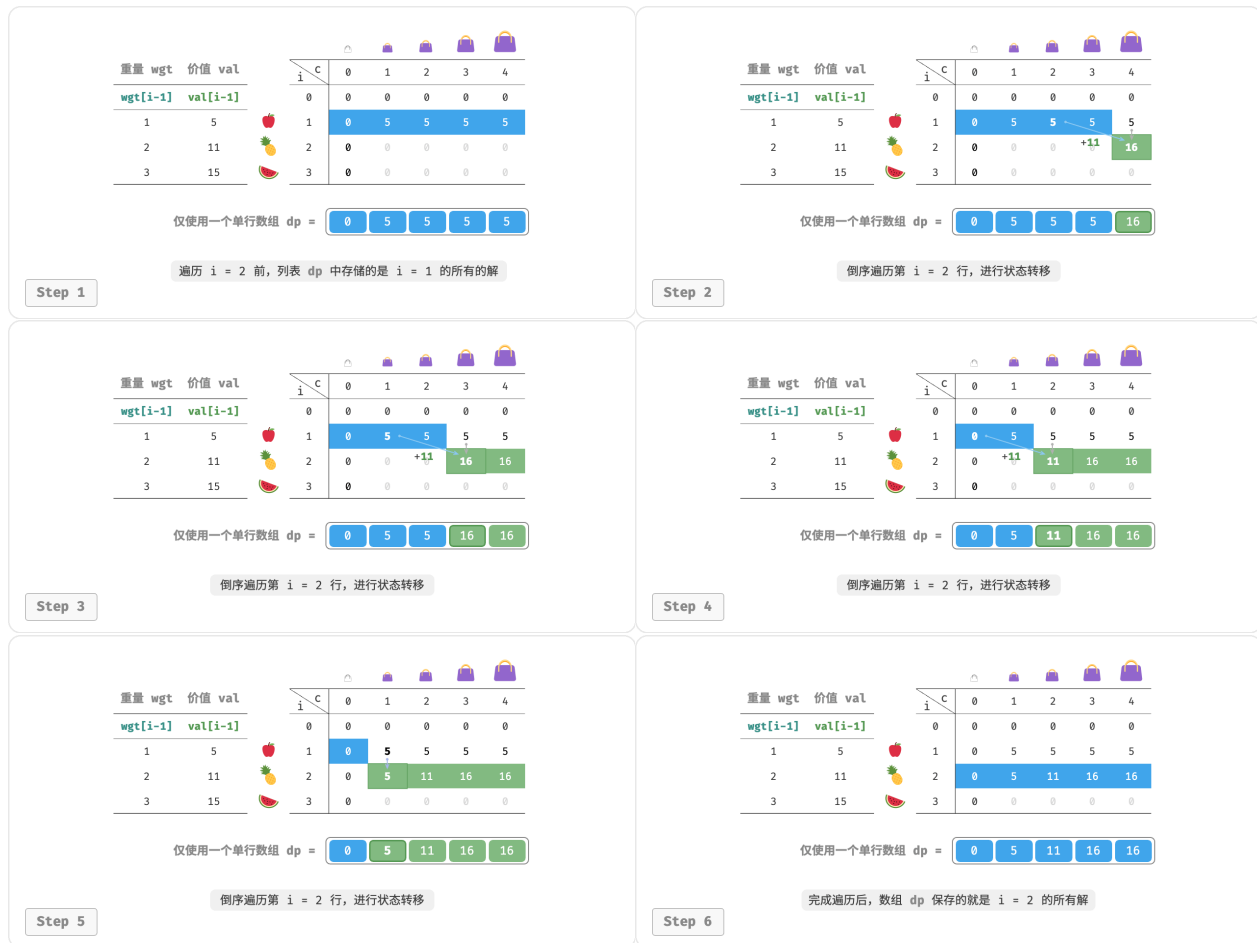 重量 wgt 价值 val i c 0 1 2 3 4
wgt[i-1] val[i-1] 0 0 0 0 0 0
1 5 1 0 5 5 5 5
2 11 2 0 0 0 0 0
3 15 3 0 0 0 0 0
仅使用一个单行数组 dp = 0 5 5 5 5
遍历 i = 2 前，列表 dp 中存储的是 i = 1 的所有的解
Step 1
重量 wgt 价值 val i c 0 1 2 3 4
wgt[i-1] val[i-1] 0 0 0 0 0 0
1 5 1 0 5 5 5 5
+11
2 11 2 0 0 0 0 16
3 15 3 0 0 0 0 0
仅使用一个单行数组 dp = 0 5 5 5 16
倒序遍历第 i = 2 行，进行状态转移
Step 2
重量 wgt 价值 val i c 0 1 2 3 4
wgt[i-1] val[i-1] 0 0 0 0 0 0
1 5 1 0 5 5 5 5
+11
2 11 2 0 0 0 16 16
3 15 3 0 0 0 0 0
仅使用一个单行数组 dp = 0 5 5 16 16
倒序遍历第 i = 2 行，进行状态转移
Step 3
重量 wgt 价值 val i c 0 1 2 3 4
wgt[i-1] val[i-1] 0 0 0 0 0 0
1 5 1 0 5 5 5 5
+11
2 11 2 0 0 11 16 16
3 15 3 0 0 0 0 0
仅使用一个单行数组 dp = 0 5 11 16 16
倒序遍历第 i = 2 行，进行状态转移
Step 4
重量 wgt 价值 val i c 0 1 2 3 4
wgt[i-1] val[i-1] 0 0 0 0 0 0
1 5 1 0 5 5 5 5
2 11 2 0 5 11 16 16
3 15 3 0 0 0 0 0
仅使用一个单行数组 dp = 0 5 11 16 16
倒序遍历第 i = 2 行，进行状态转移
Step 5
重量 wgt 价值 val i c 0 1 2 3 4
wgt[i-1] val[i-1] 0 0 0 0 0 0
1 5 1 0 5 5 5 5
2 11 2 0 5 11 16 16
3 15 3 0 0 0 0 0
仅使用一个单行数组 dp = 0 5 11 16 16
完成遍历后，数组 dp 保存的就是 i = 2 的所有解
Step 6